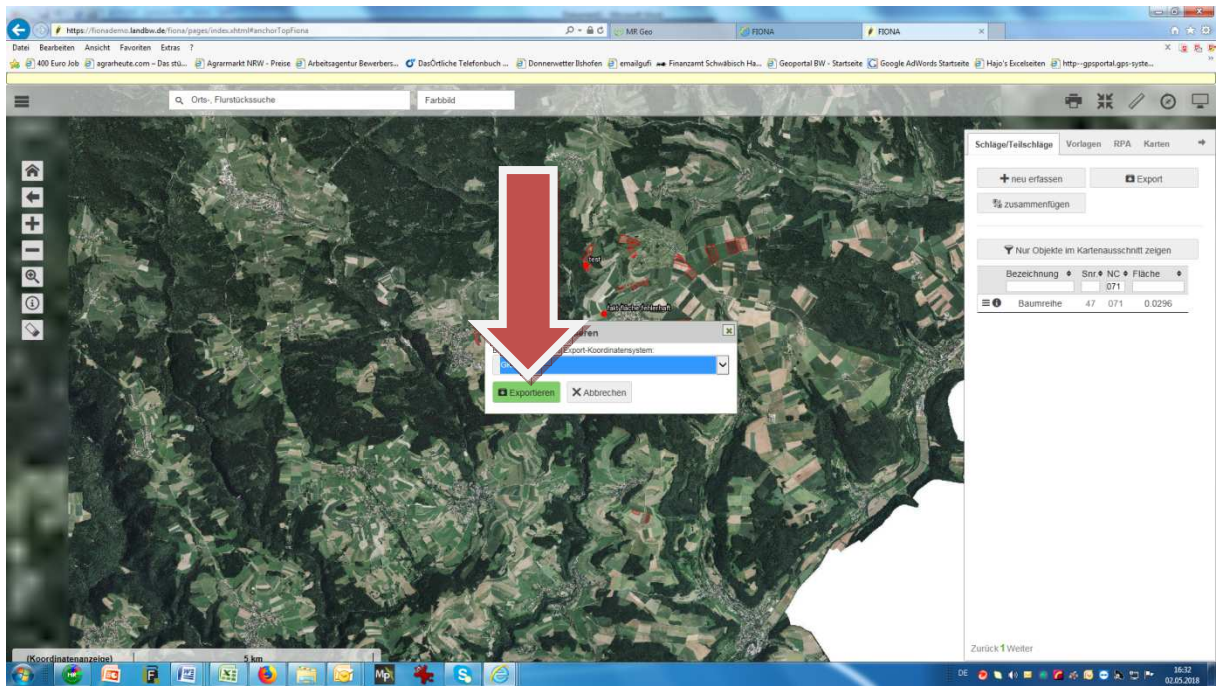 https://fionademo.landbw.de/fiona/pages/index.xhtml#anchorTopFiona
MR Geo
FIONA
FIONA
Datei Bearbeiten Ansicht Favoriten Extras ?
400 Euro Job
agrarheute.com – Das stü...
Agrarmarkt NRW - Preise
Arbeitsagentur Bewerbers...
DasÖrtliche Telefonbuch ...
Donnerwetter Ilshofen
emailgufi
Finanzamt Schwäbisch Ha...
Geoportal BW - Startseite
Google AdWords Startseite
Hajo's Excelseiten
http--gpsportal.gps-syste...
Orts-, Flurstückssuche
Farbbild
Schläge/Teilschläge Vorlagen RPA Karten
neu erfassen
Export
zusammenfügen
Nur Objekte im Kartenausschnitt zeigen
Bezeichnung Snr. NC Fläche
071
Baumreihe 47 071 0.0296
test
Export-Koordinatensystem:
Exportieren
Abbrechen
Zurück 1 Weiter
(Koordinatenanzeige)
5 km
DE
16:32
02.05.2018